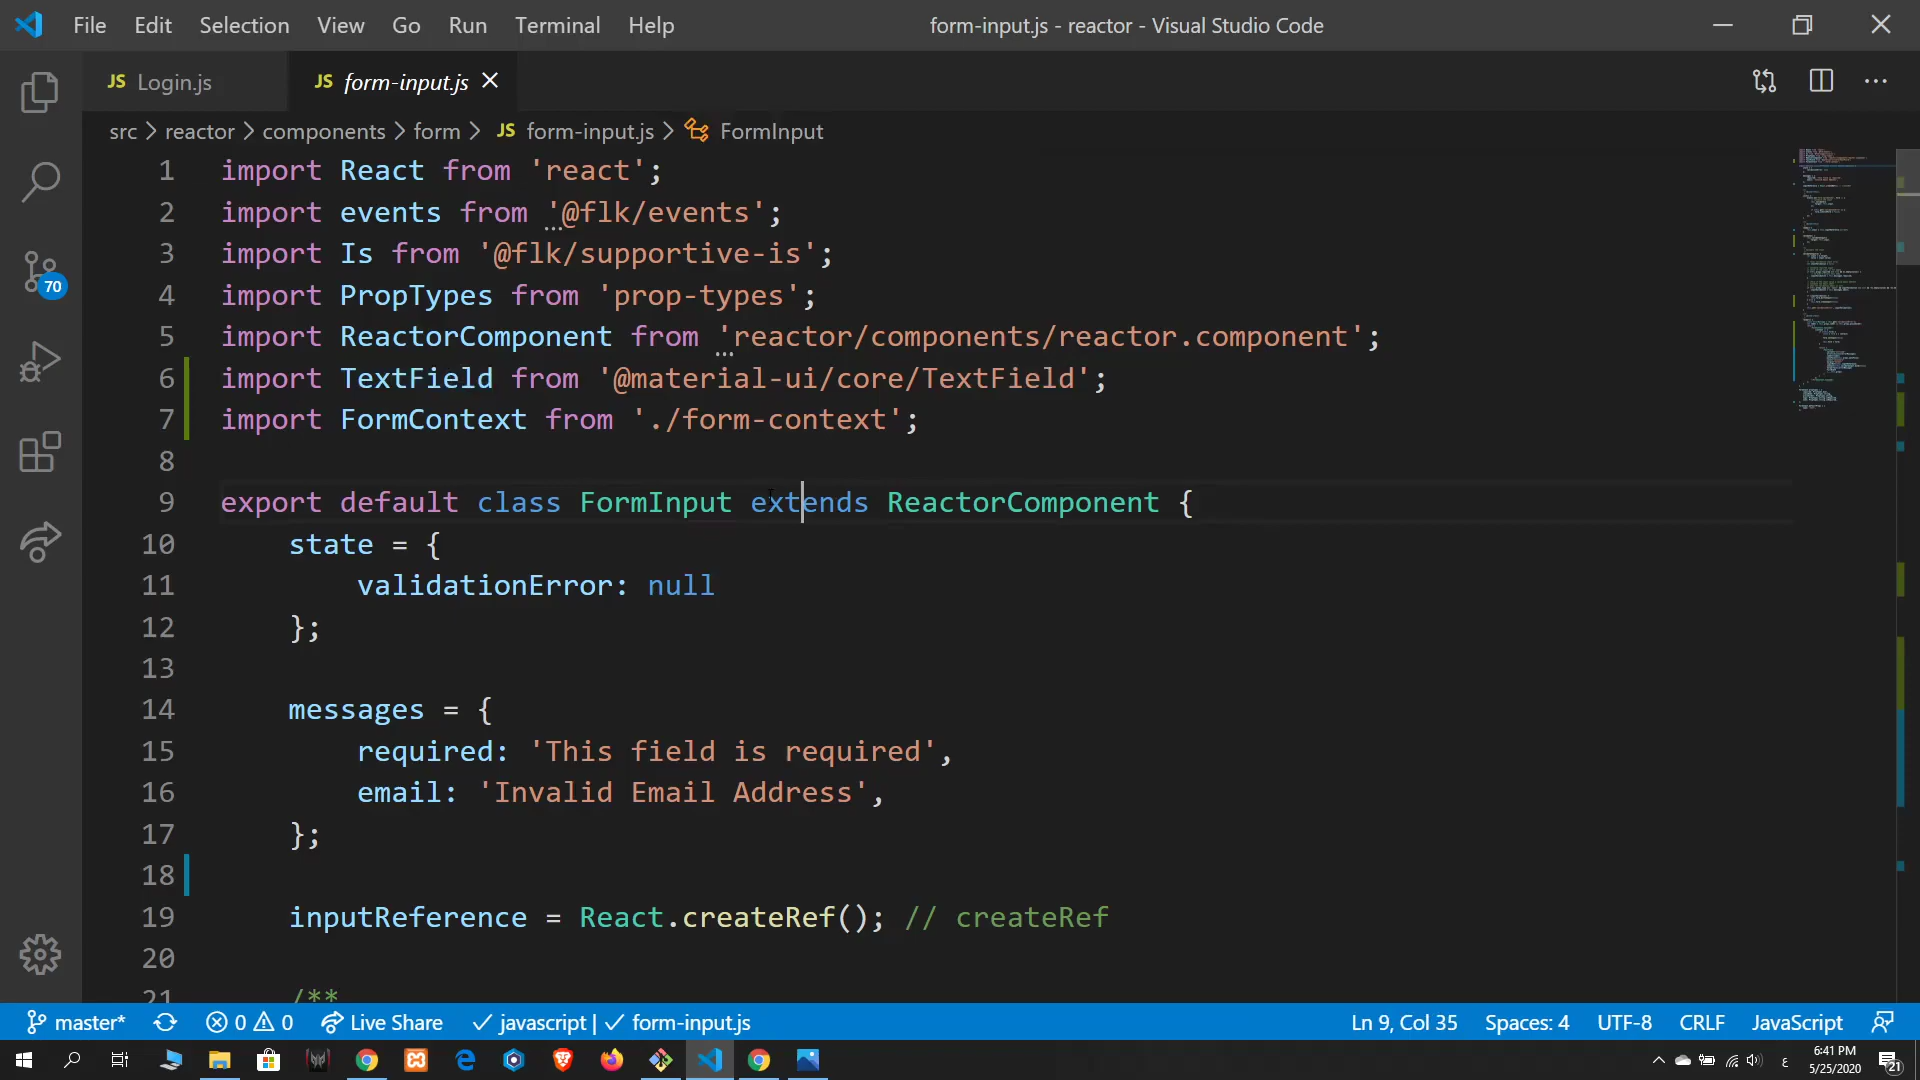 File Edit Selection View Go Run Terminal Help form-input.js - reactor - Visual Studio Code
JS Login.js JS form-input.js
src > reactor > components > form > JS form-input.js > FormInput
1 import React from 'react';
2 import events from '@flk/events';
3 import Is from '@flk/supportive-is';
4 import PropTypes from 'prop-types';
5 import ReactorComponent from 'reactor/components/reactor.component';
6 import TextField from '@material-ui/core/TextField';
7 import FormContext from './form-context';
8
9 export default class FormInput extends ReactorComponent {
10 state = {
11 validationError: null
12 };
13
14 messages = {
15 required: 'This field is required',
16 email: 'Invalid Email Address',
17 };
18
19 inputReference = React.createRef(); // createRef
20
21 /**
70
master* 0 0 Live Share javascript | form-input.js Ln 9, Col 35 Spaces: 4 UTF-8 CRLF JavaScript
ع 6:41 PM
5/25/2020 21